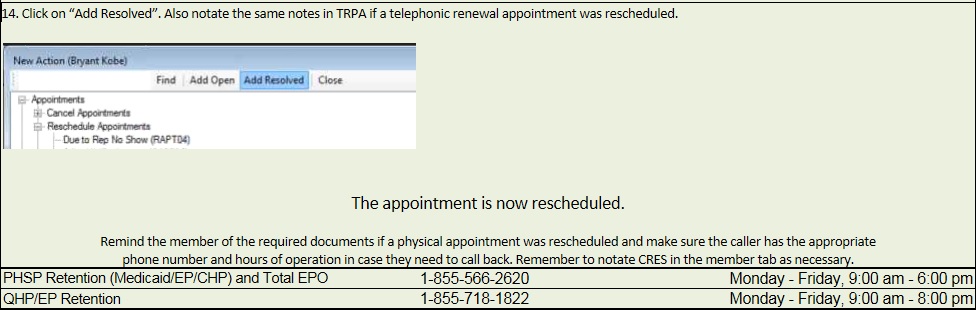 14. Click on “Add Resolved”. Also notate the same notes in TRPA if a telephonic renewal appointment was rescheduled.
New Action (Bryant Kobe)
Find Add Open Add Resolved Close
Appointments
Cancel Appointments
Reschedule Appointments
Due to Rep No Show (RAPT04)
The appointment is now rescheduled.
Remind the member of the required documents if a physical appointment was rescheduled and make sure the caller has the appropriate
phone number and hours of operation in case they need to call back. Remember to notate CRES in the member tab as necessary.
PHSP Retention (Medicaid/EP/CHP) and Total EPO 1-855-566-2620 Monday - Friday, 9:00 am - 6:00 pm
QHP/EP Retention 1-855-718-1822 Monday - Friday, 9:00 am - 8:00 pm